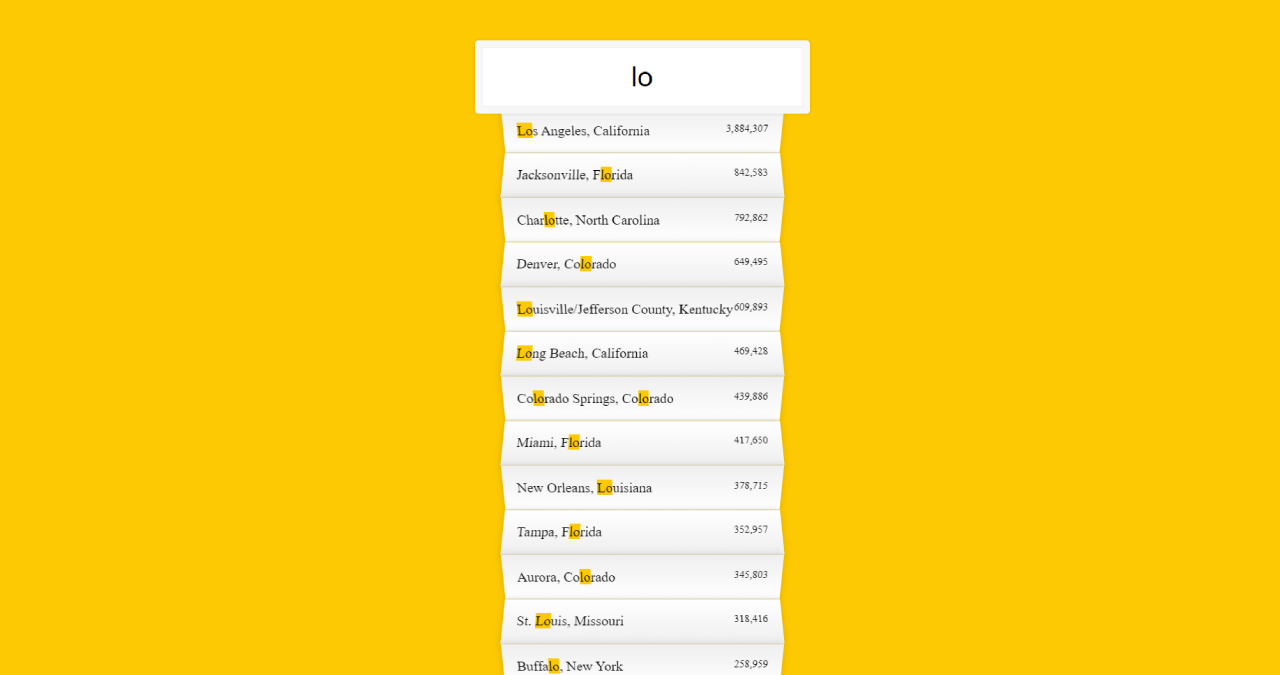 lo
Los Angeles, California 3,884,307
Jacksonville, Florida 842,583
Charlotte, North Carolina 792,862
Denver, Colorado 649,495
Louisville/Jefferson County, Kentucky 609,893
Long Beach, California 469,428
Colorado Springs, Colorado 439,886
Miami, Florida 417,650
New Orleans, Louisiana 378,715
Tampa, Florida 352,957
Aurora, Colorado 345,803
St. Louis, Missouri 318,416
Buffalo, New York 258,959